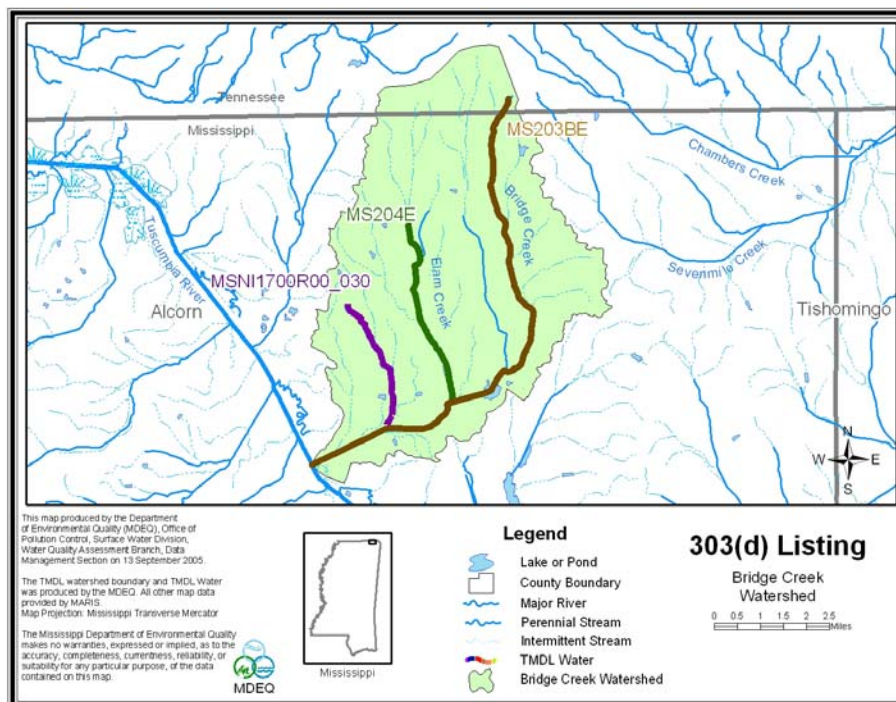 Tennessee
Mississippi
MS203BE
Chambers Creek
Sevenmile Creek
Bridge Creek
MS204E
Elam Creek
Tuscumbia River
MSNI1700R00_030
Alcorn
Tishomingo
N
W E
S
This map produced by the Department
of Environmental Quality (MDEQ), Office of
Pollution Control, Surface Water Division,
Water Quality Assessment Branch, Data
Management Section on 13 September 2005.
The TMDL watershed boundary and TMDL Water
was produced by the MDEQ. All other map data
provided by MARIS.
Map Projection: Mississippi Transverse Mercator
The Mississippi Department of Environmental Quality
makes no warranties, expressed or implied, as to the
accuracy, completeness, currentness, reliability, or
suitability for any particular purpose, of the data
contained on this map.
MDEQ
Mississippi
Legend
Lake or Pond
County Boundary
Major River
Perennial Stream
Intermittent Stream
TMDL Water
Bridge Creek Watershed
303(d) Listing
Bridge Creek
Watershed
0 0.5 1 1.5 2 2.5
Miles